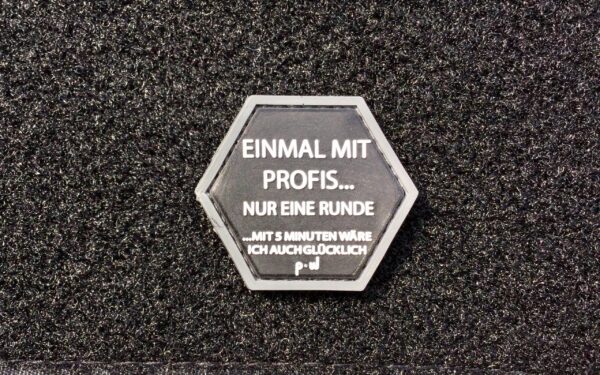 EINMAL MIT
PROFIS...
NUR EINE RUNDE
...MIT 5 MINUTEN WÄRE
ICH AUCH GLÜCKLICH